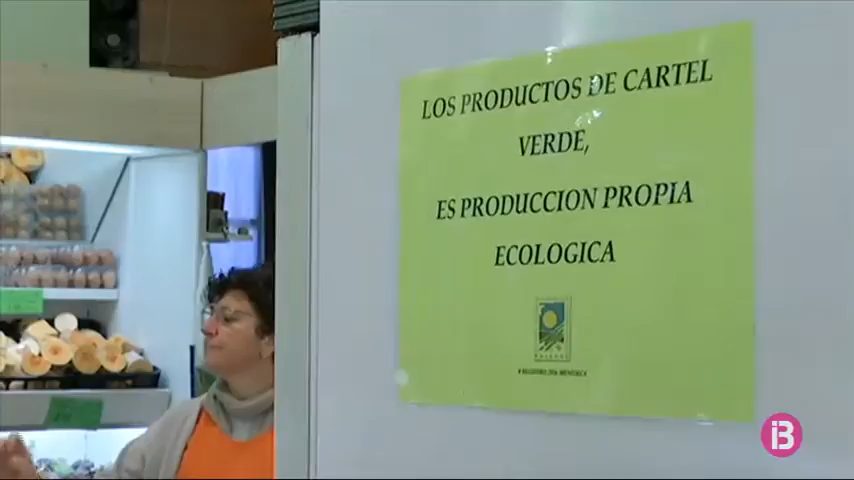 LOS PRODUCTOS DE CARTEL
VERDE,
ES PRODUCCION PROPIA
ECOLOGICA